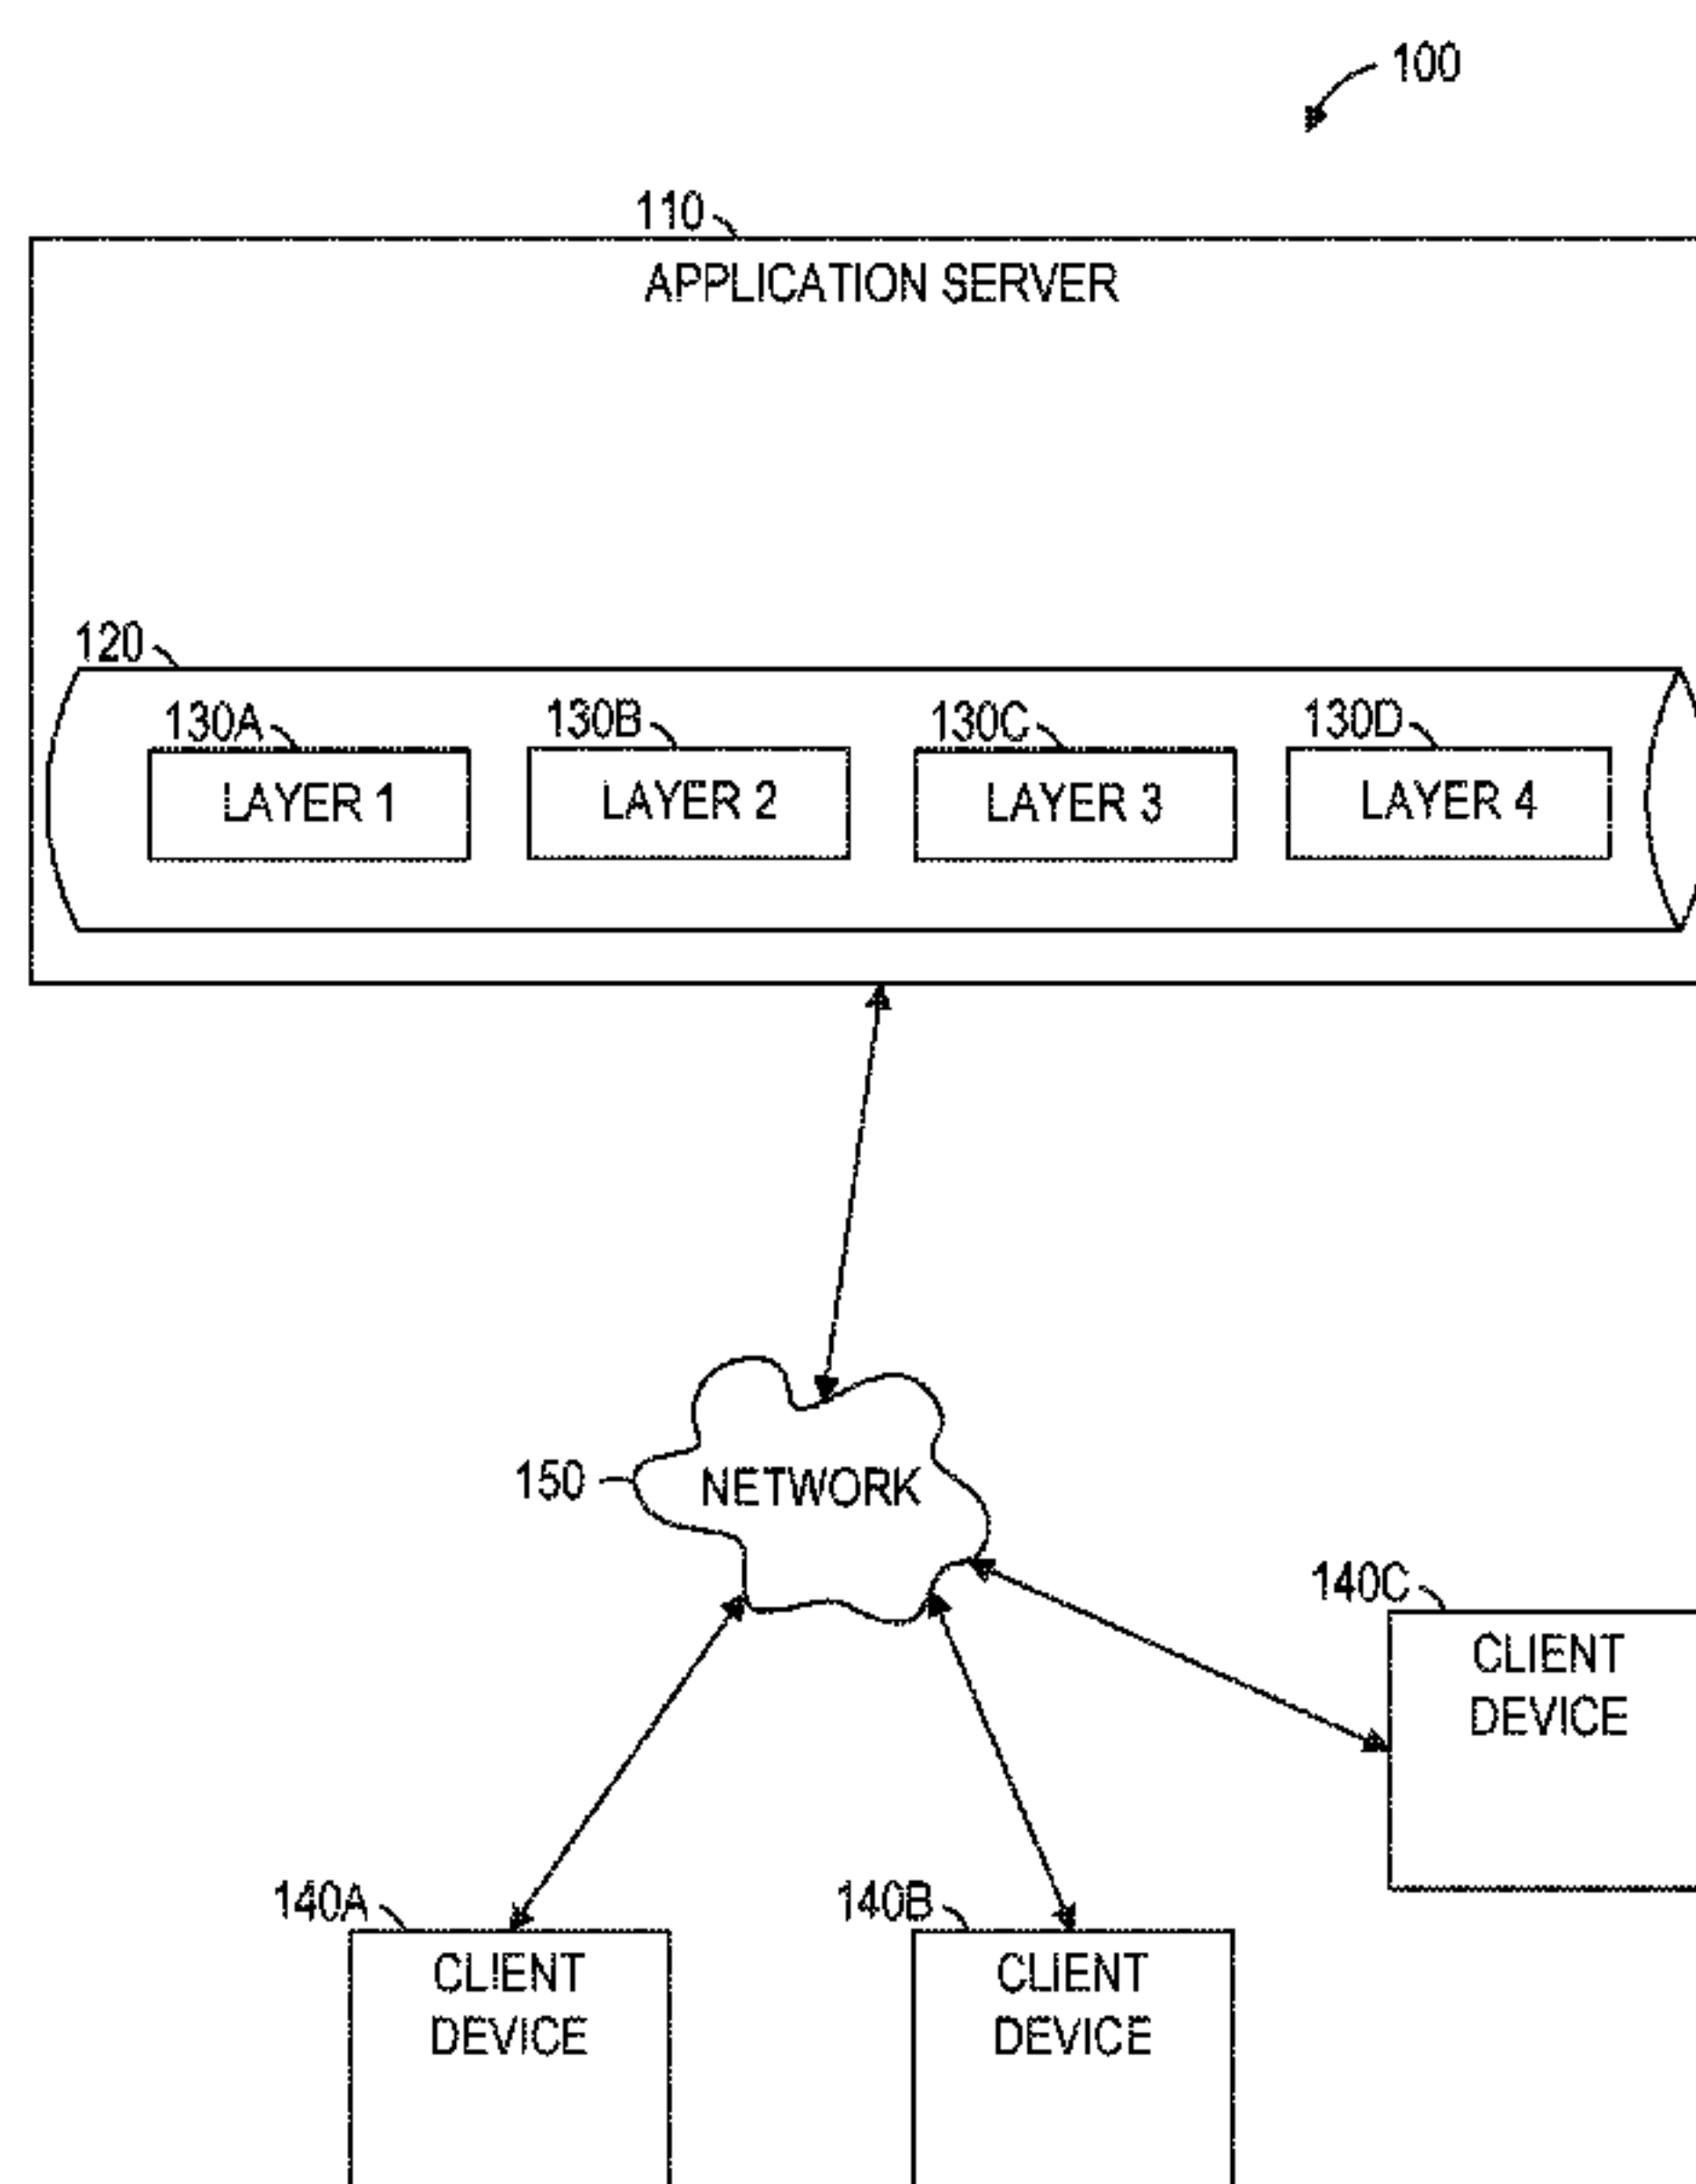 100
110
APPLICATION SERVER
120
130A
130B
130C
130D
LAYER 1
LAYER 2
LAYER 3
LAYER 4
150
NETWORK
140C
CLIENT
DEVICE
140A
140B
CLIENT
DEVICE
CLIENT
DEVICE